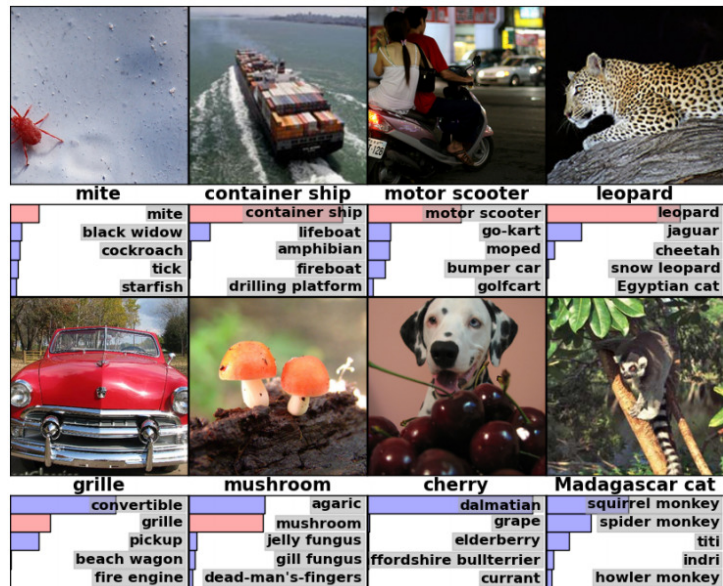 mite
container ship
motor scooter
leopard
mite
black widow
cockroach
tick
starfish
container ship
lifeboat
amphibian
fireboat
drilling platform
motor scooter
go-kart
moped
bumper car
golfcart
leopard
jaguar
cheetah
snow leopard
Egyptian cat
grille
mushroom
cherry
Madagascar cat
convertible
grille
pickup
beach wagon
fire engine
agaric
mushroom
jelly fungus
gill fungus
dead-man's-fingers
dalmatian
grape
elderberry
ffordshire bullterrier
currant
squirrel monkey
spider monkey
titi
indri
howler monkey